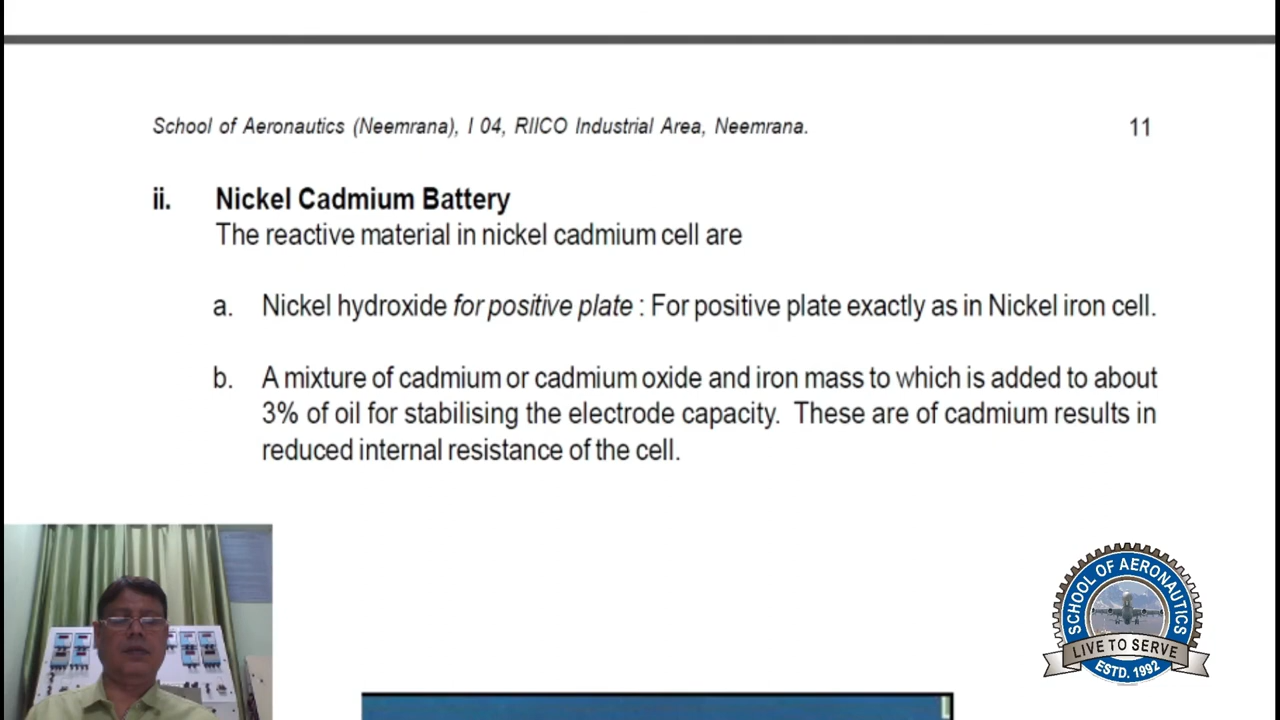 School of Aeronautics (Neemrana), I 04, RIICO Industrial Area, Neemrana. 11
ii. Nickel Cadmium Battery
The reactive material in nickel cadmium cell are
a. Nickel hydroxide for positive plate : For positive plate exactly as in Nickel iron cell.
b. A mixture of cadmium or cadmium oxide and iron mass to which is added to about
3% of oil for stabilising the electrode capacity. These are of cadmium results in
reduced internal resistance of the cell.
SCHOOL OF AERONAUTICS
LIVE TO SERVE
ESTD. 1992